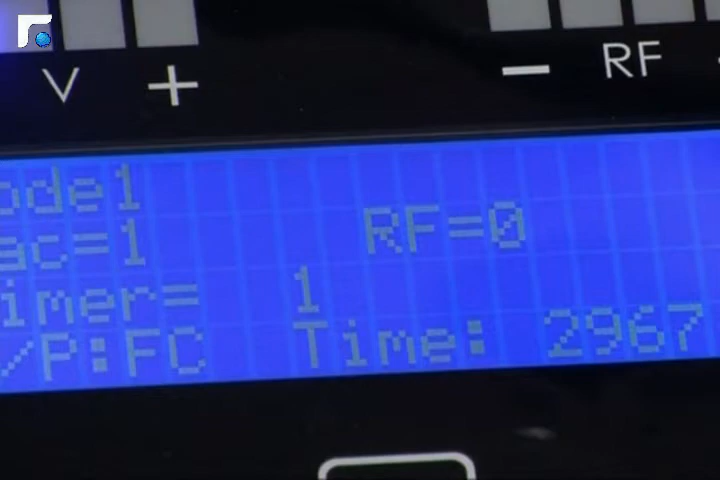 V + − RF
ode1
ac=1 RF=0
imer= 1
/P:FC Time: 2967